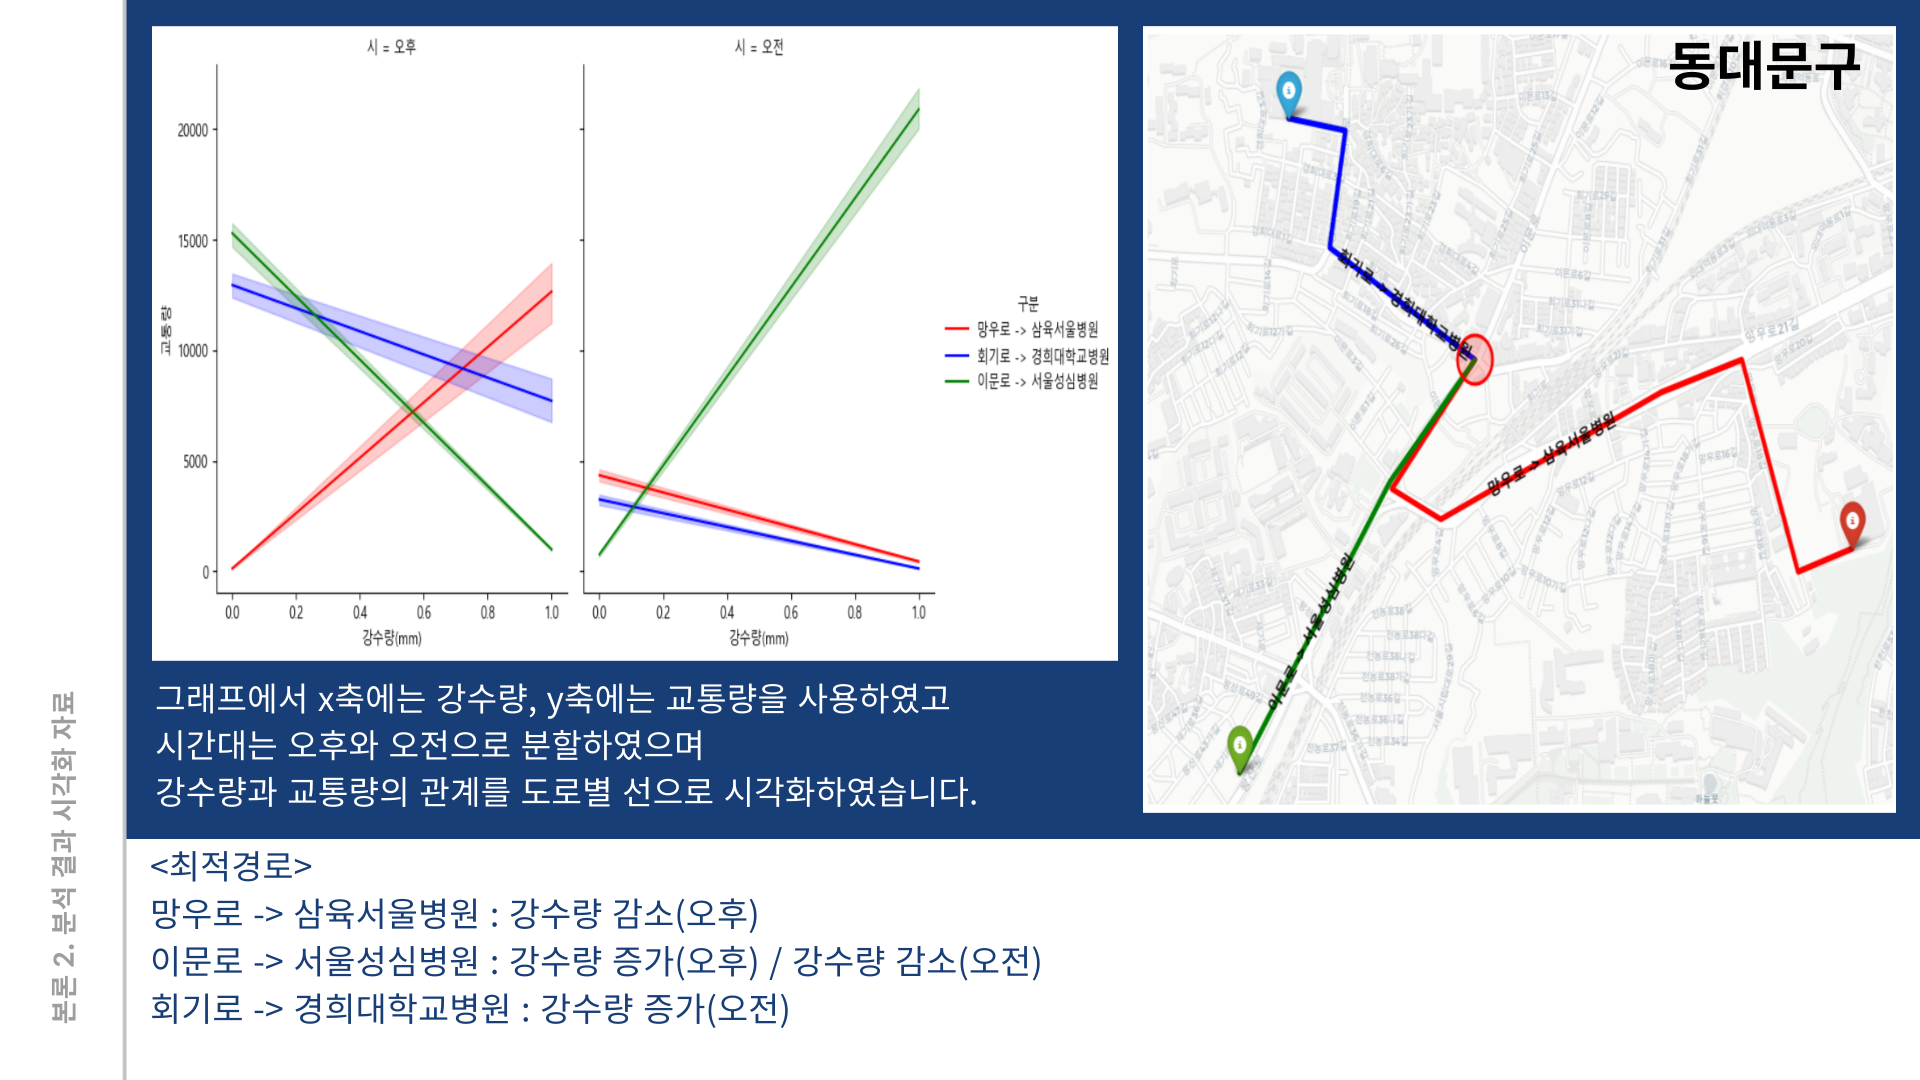 본론 2. 분석 결과 시각화 자료
시 = 오후
시 = 오전
교통량
20000
15000
10000
5000
0
0.0 0.2 0.4 0.6 0.8 1.0
0.0 0.2 0.4 0.6 0.8 1.0
강수량(mm)
강수량(mm)
구분
망우로 -> 삼육서울병원
회기로 -> 경희대학교병원
이문로 -> 서울성심병원
동대문구
회기로 -> 경희대학교병원
망우로 -> 삼육서울병원
이문로 -> 서울성심병원
망우로21길
그래프에서 x축에는 강수량, y축에는 교통량을 사용하였고
시간대는 오후와 오전으로 분할하였으며
강수량과 교통량의 관계를 도로별 선으로 시각화하였습니다.
<최적경로>
망우로 -> 삼육서울병원 : 강수량 감소(오후)
이문로 -> 서울성심병원 : 강수량 증가(오후) / 강수량 감소(오전)
회기로 -> 경희대학교병원 : 강수량 증가(오전)